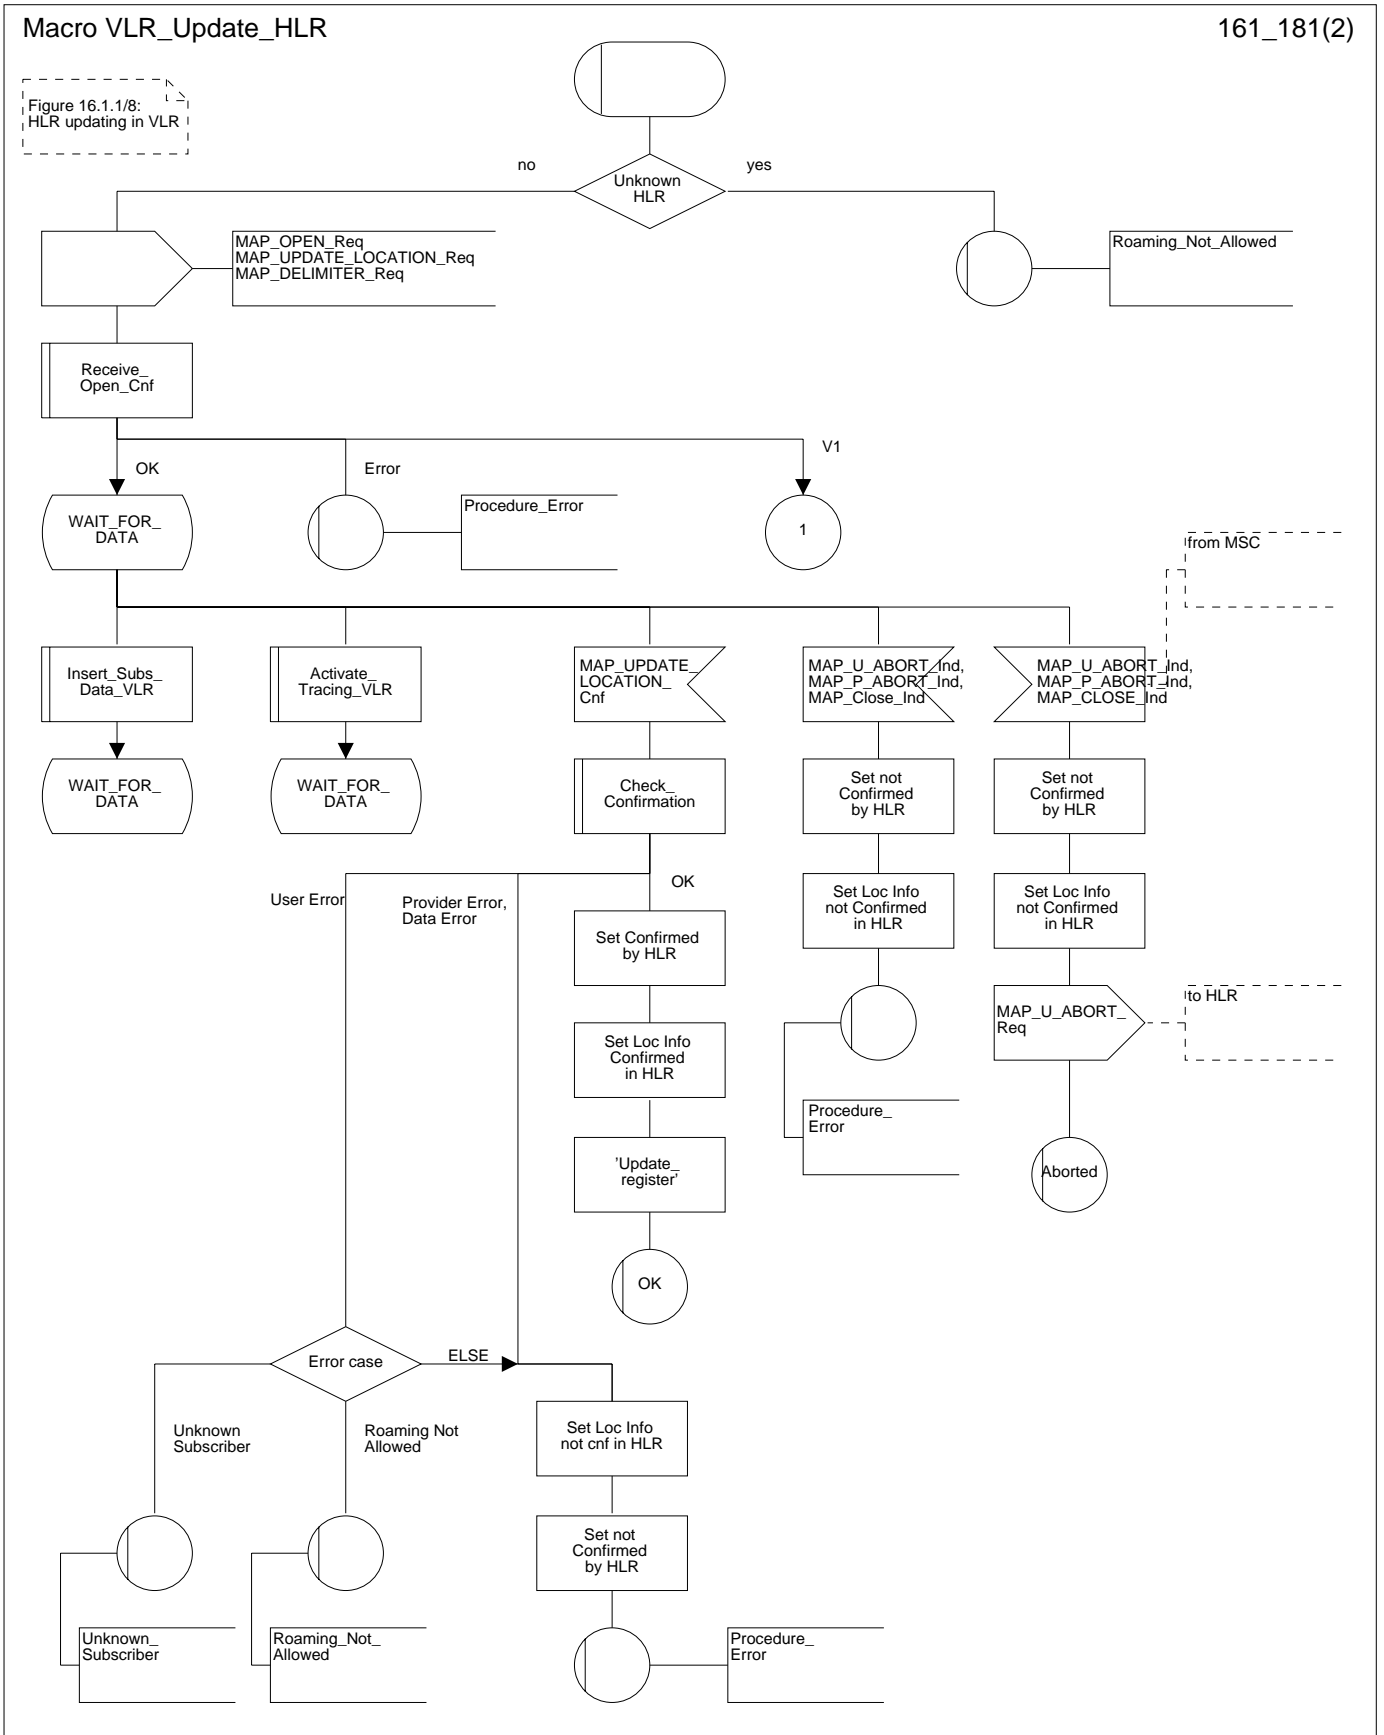 Macro VLR_Update_HLR
161_181(2)
Figure 16.1.1/8:
HLR updating in VLR
no
yes
Unknown
HLR
MAP_OPEN_Req
MAP_UPDATE_LOCATION_Req
MAP_DELIMITER_Req
Roaming_Not_Allowed
Receive_
Open_Cnf
V1
OK
Error
WAIT_FOR_
DATA
Procedure_Error
1
from MSC
Insert_Subs_
Data_VLR
Activate_
Tracing_VLR
MAP_UPDATE_
LOCATION_
Cnf
MAP_U_ABORT_Ind,
MAP_P_ABORT_Ind,
MAP_Close_Ind
MAP_U_ABORT_Ind,
MAP_P_ABORT_Ind,
MAP_CLOSE_Ind
WAIT_FOR_
DATA
WAIT_FOR_
DATA
Check_
Confirmation
Set not
Confirmed
by HLR
Set not
Confirmed
by HLR
User Error
Provider Error,
Data Error
OK
Set Confirmed
by HLR
Set Loc Info
not Confirmed
in HLR
Set Loc Info
not Confirmed
in HLR
Set Loc Info
Confirmed
in HLR
MAP_U_ABORT_
Req
to HLR
Procedure_
Error
'Update_
register'
Aborted
OK
Error case
ELSE
Unknown
Subscriber
Roaming Not
Allowed
Set Loc Info
not cnf in HLR
Set not
Confirmed
by HLR
Unknown_
Subscriber
Roaming_Not_
Allowed
Procedure_
Error